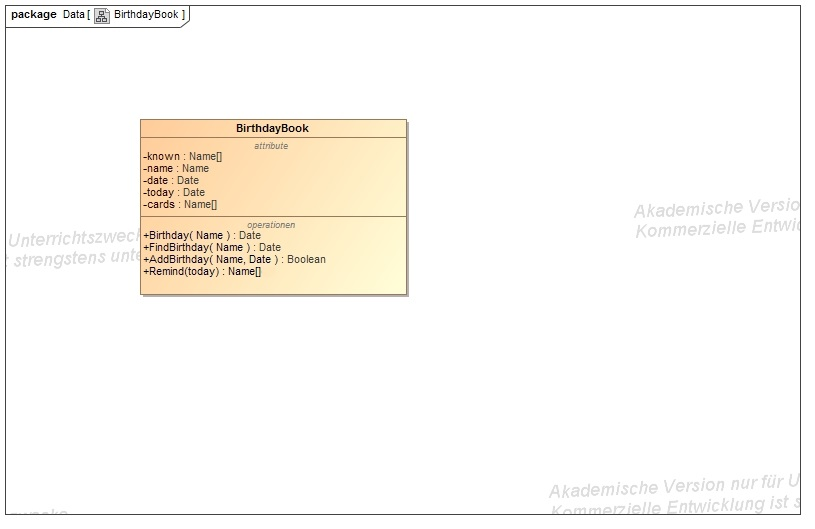 package Data [ BirthdayBook ]
BirthdayBook
attribute
-known : Name[]
-name : Name
-date : Date
-today : Date
-cards : Name[]
operationen
+Birthday( Name ) : Date
+FindBirthday( Name ) : Date
+AddBirthday( Name, Date ) : Boolean
+Remind(today) : Name[]
Akademische Versio
Kommerzielle Entwic
Unterrichtszwec
t strengstens unte
Akademische Version nur für U
Kommerzielle Entwicklung ist s